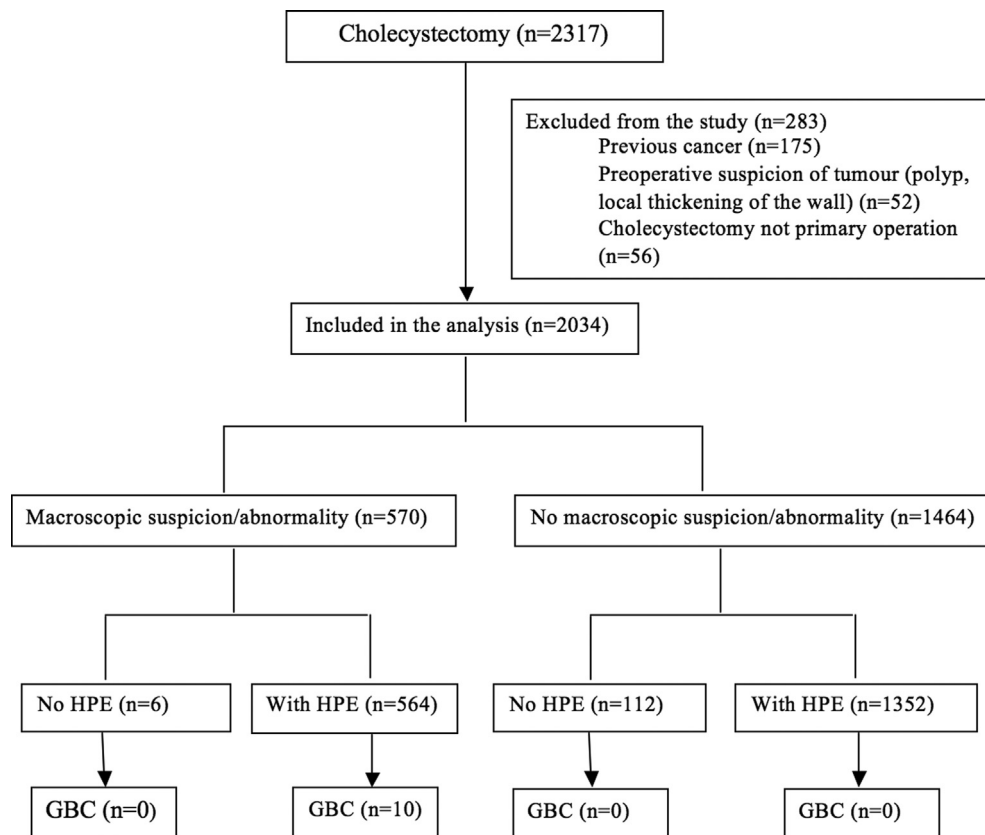 Cholecystectomy (n=2317)
Excluded from the study (n=283)
Previous cancer (n=175)
Preoperative suspicion of tumour (polyp,
local thickening of the wall) (n=52)
Cholecystectomy not primary operation
(n=56)
Included in the analysis (n=2034)
Macroscopic suspicion/abnormality (n=570)
No macroscopic suspicion/abnormality (n=1464)
No HPE (n=6)
With HPE (n=564)
No HPE (n=112)
With HPE (n=1352)
GBC (n=0)
GBC (n=10)
GBC (n=0)
GBC (n=0)